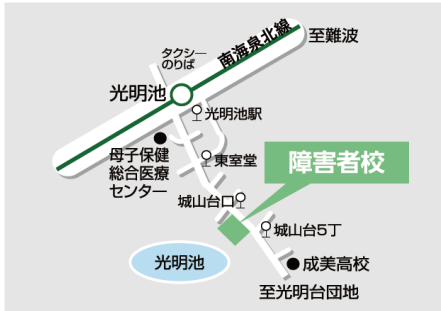 タクシー
のりば
南海泉北線
至難波
光明池
光明池駅
母子保健
総合医療
センター
東室堂
障害者校
城山台口
城山台5丁
光明池
成美高校
至光明台団地